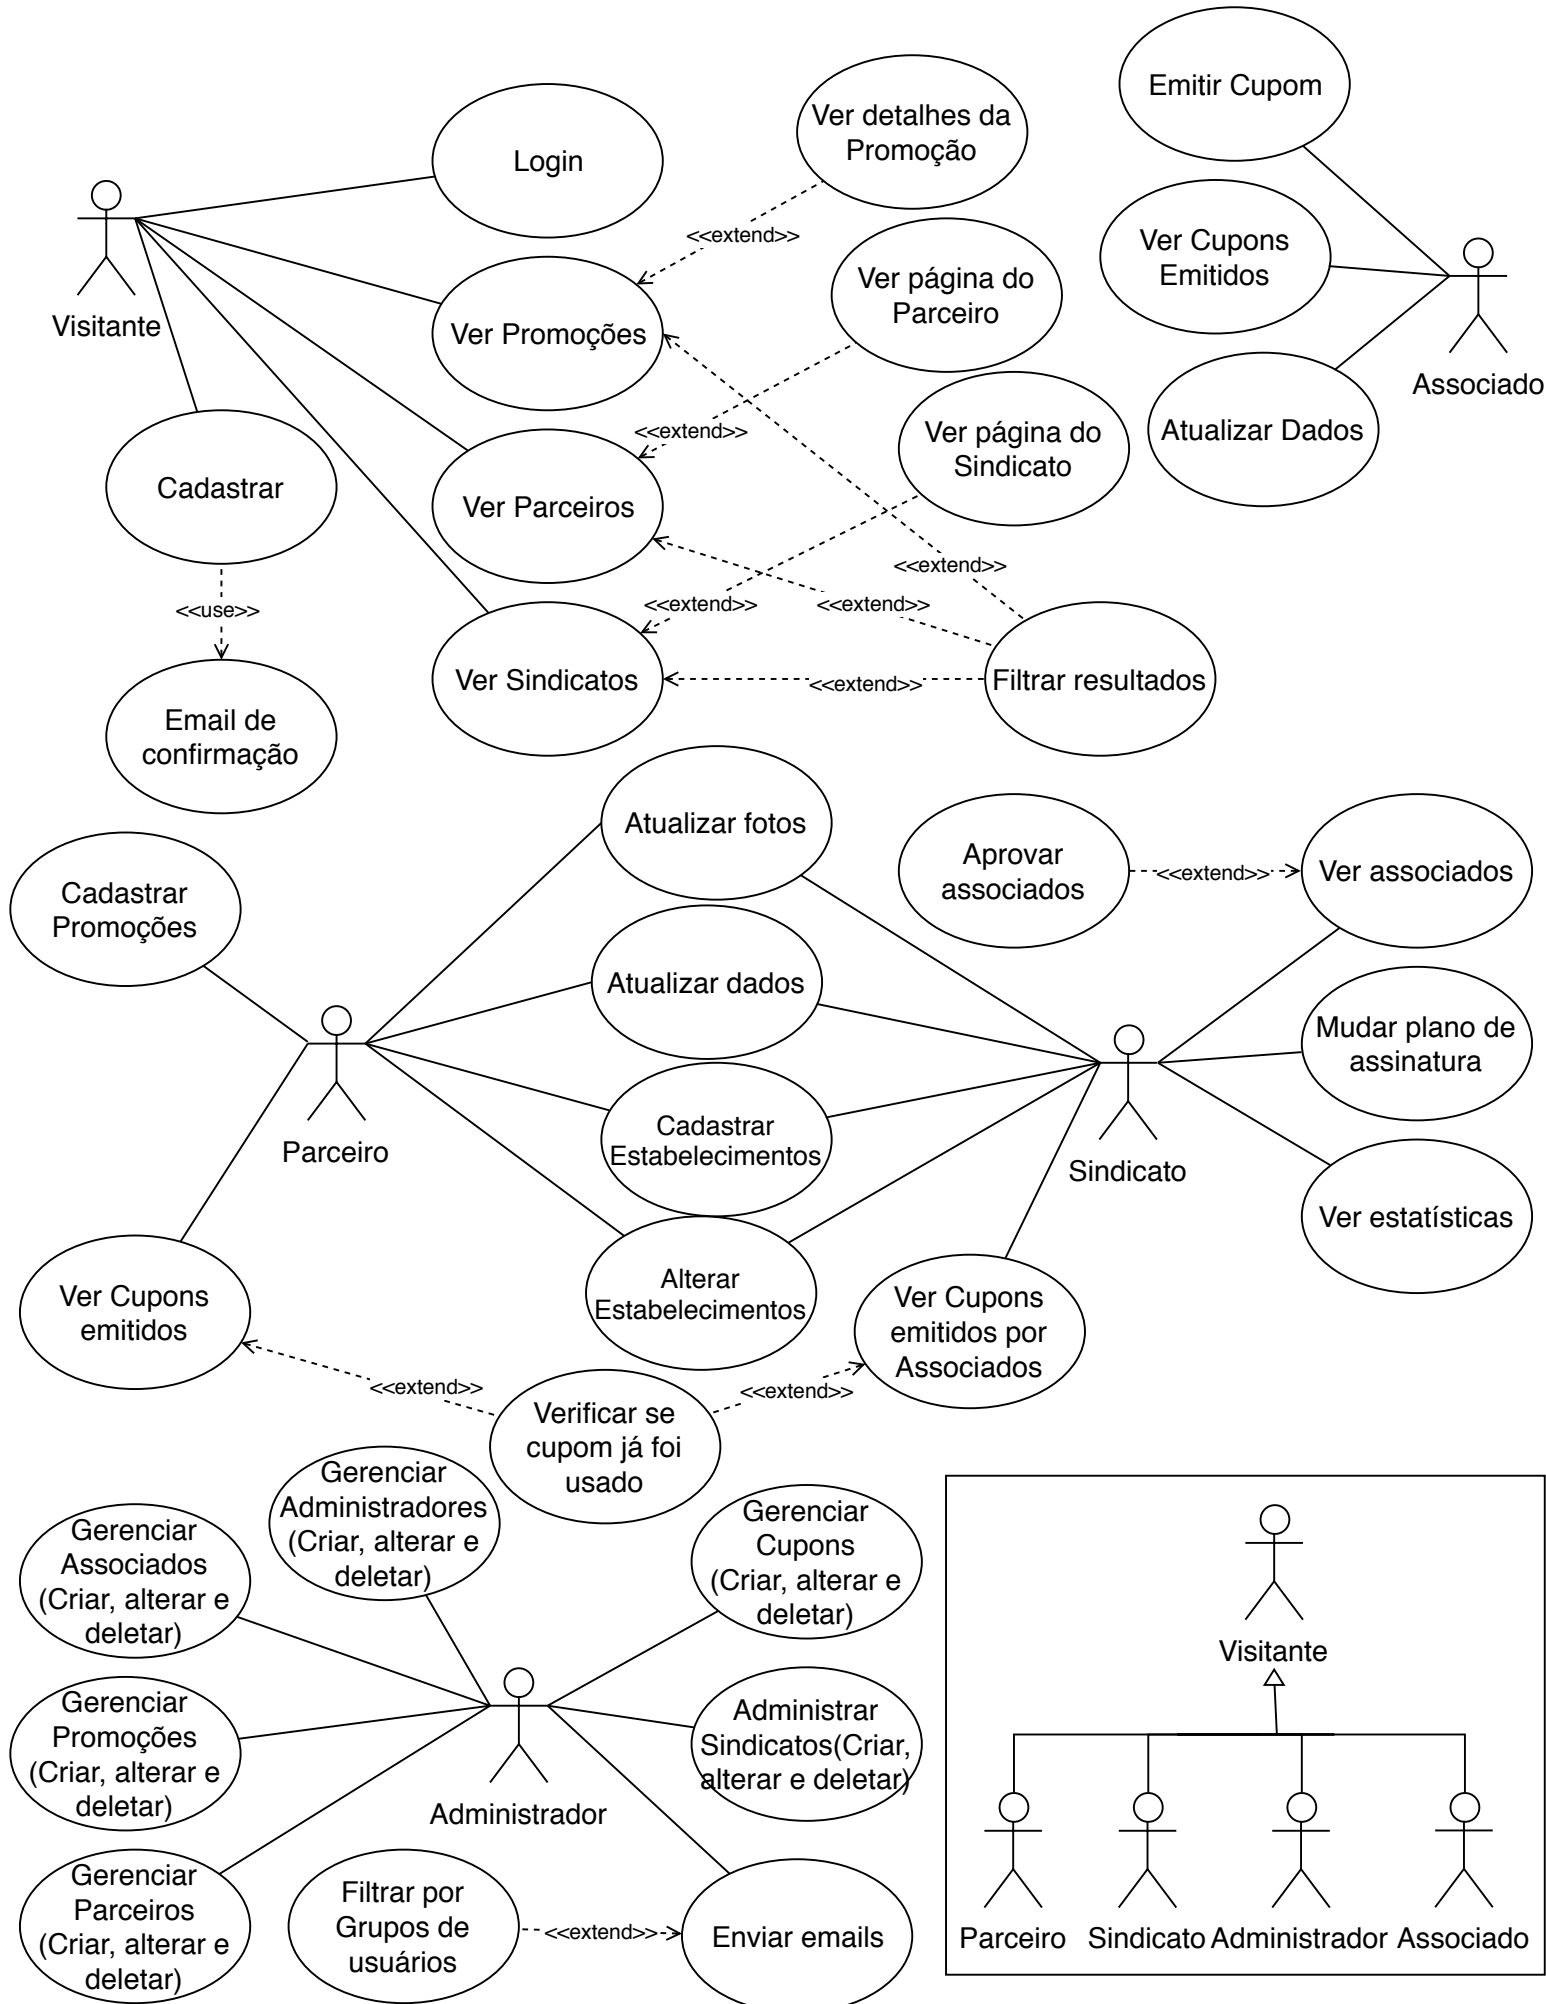 Emitir Cupom
Ver detalhes da
Promoção
Login
<<extend>>
Ver Cupons
Emitidos
Ver página do
Parceiro
Visitante
Ver Promoções
Associado
<<extend>>
Ver página do
Sindicato
Atualizar Dados
Cadastrar
Ver Parceiros
<<extend>>
<<use>>
<<extend>>
<<extend>>
Ver Sindicatos
<<extend>>
Filtrar resultados
Email de
confirmação
Atualizar fotos
Aprovar
associados
<<extend>>
Ver associados
Cadastrar
Promoções
Atualizar dados
Mudar plano de
assinatura
Parceiro
Cadastrar
Estabelecimentos
Sindicato
Ver estatísticas
Ver Cupons
emitidos
Alterar
Estabelecimentos
Ver Cupons
emitidos por
Associados
<<extend>>
<<extend>>
Verificar se
cupom já foi
usado
Gerenciar
Administradores
(Criar, alterar e
deletar)
Gerenciar
Cupons
(Criar, alterar e
deletar)
Gerenciar
Associados
(Criar, alterar e
deletar)
Visitante
Gerenciar
Promoções
(Criar, alterar e
deletar)
Administrar
Sindicatos(Criar,
alterar e deletar)
Administrador
Gerenciar
Parceiros
(Criar, alterar e
deletar)
Filtrar por
Grupos de
usuários
<<extend>>
Enviar emails
Parceiro
Sindicato
Administrador
Associado